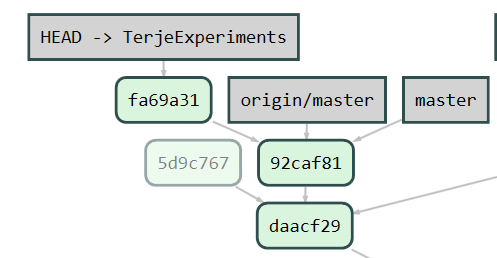 HEAD -> TerjeExperiments
fa69a31
origin/master
master
5d9c767
92caf81
daacf29